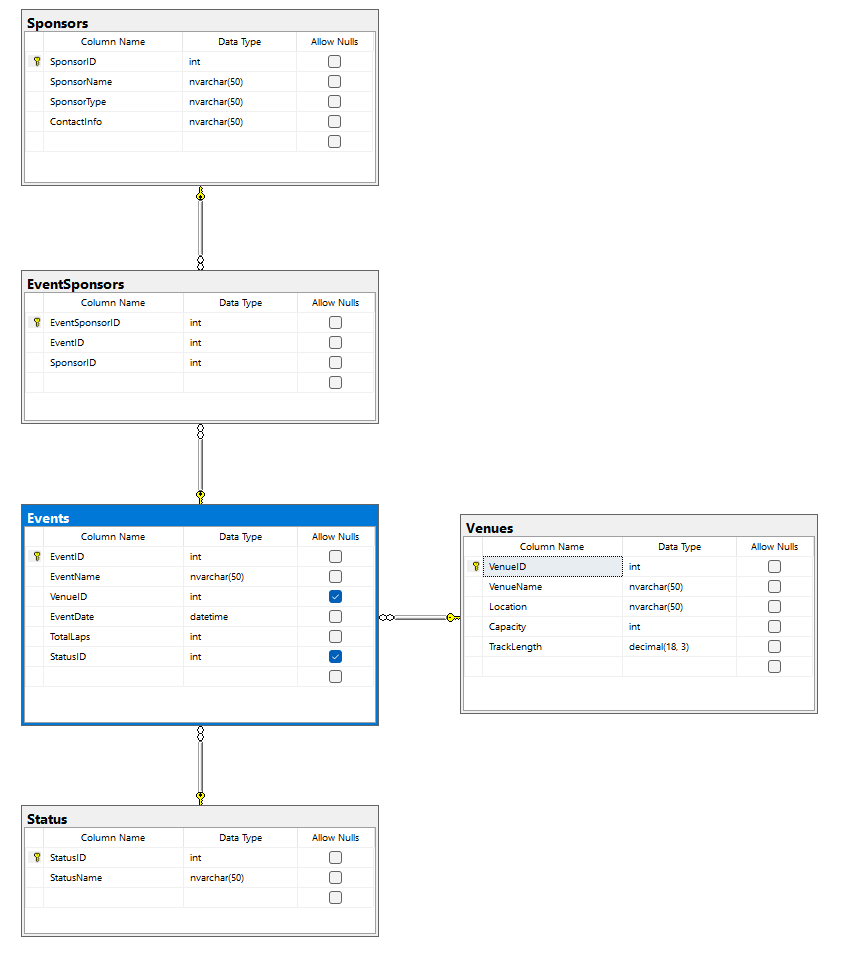 Sponsors
Column Name Data Type Allow Nulls
SponsorID int
SponsorName nvarchar(50)
SponsorType nvarchar(50)
ContactInfo nvarchar(50)
EventSponsors
Column Name Data Type Allow Nulls
EventSponsorID int
EventID int
SponsorID int
Events
Column Name Data Type Allow Nulls
EventID int
EventName nvarchar(50)
VenueID int
EventDate datetime
TotalLaps int
StatusID int
Venues
Column Name Data Type Allow Nulls
VenueID int
VenueName nvarchar(50)
Location nvarchar(50)
Capacity int
TrackLength decimal(18, 3)
Status
Column Name Data Type Allow Nulls
StatusID int
StatusName nvarchar(50)